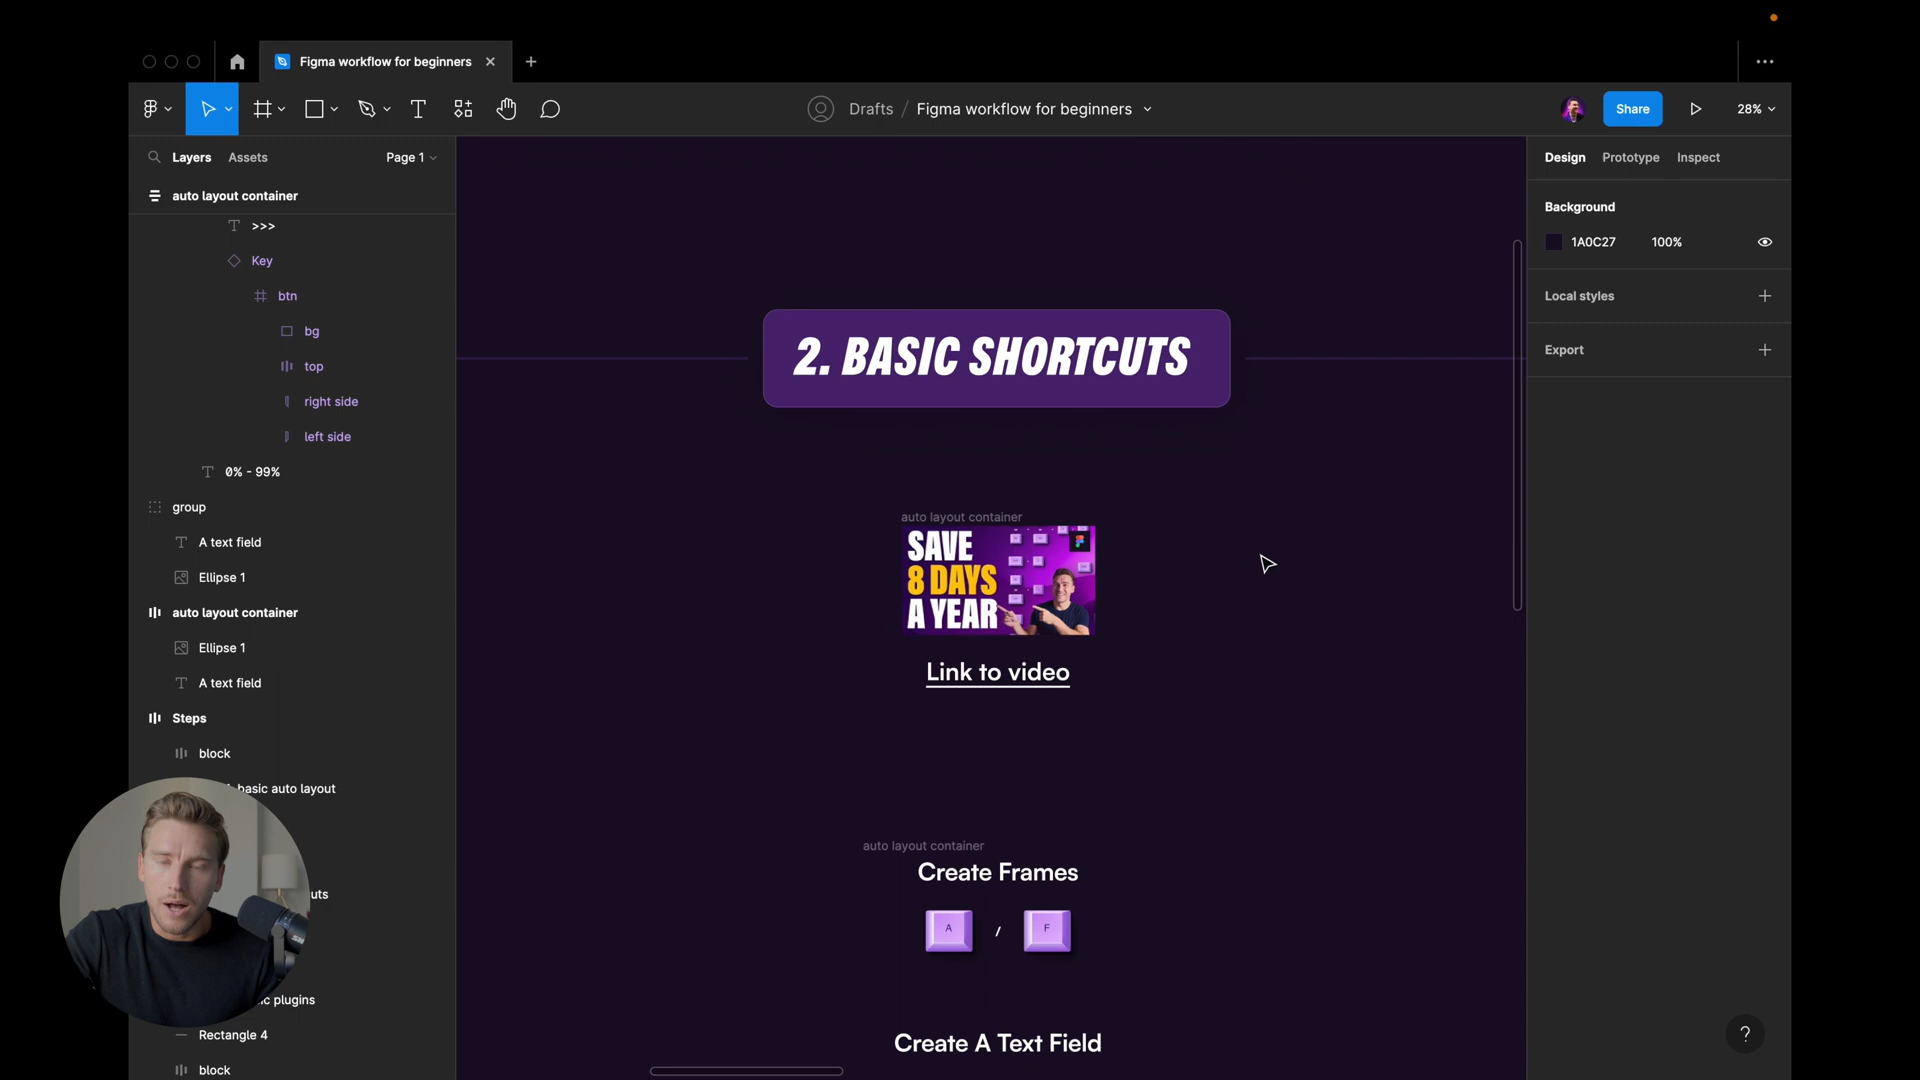 Figma workflow for beginners
Drafts / Figma workflow for beginners
Share
28%
Layers
Assets
Page 1
auto layout container
>>>
Key
btn
bg
top
right side
left side
0% - 99%
group
A text field
Ellipse 1
auto layout container
Ellipse 1
A text field
Steps
block
basic auto layout
uts
ic plugins
Rectangle 4
block
2. BASIC SHORTCUTS
auto layout container
SAVE
8 DAYS
A YEAR
Link to video
auto layout container
Create Frames
A / F
Create A Text Field
Design
Prototype
Inspect
Background
1A0C27
100%
Local styles
Export
?